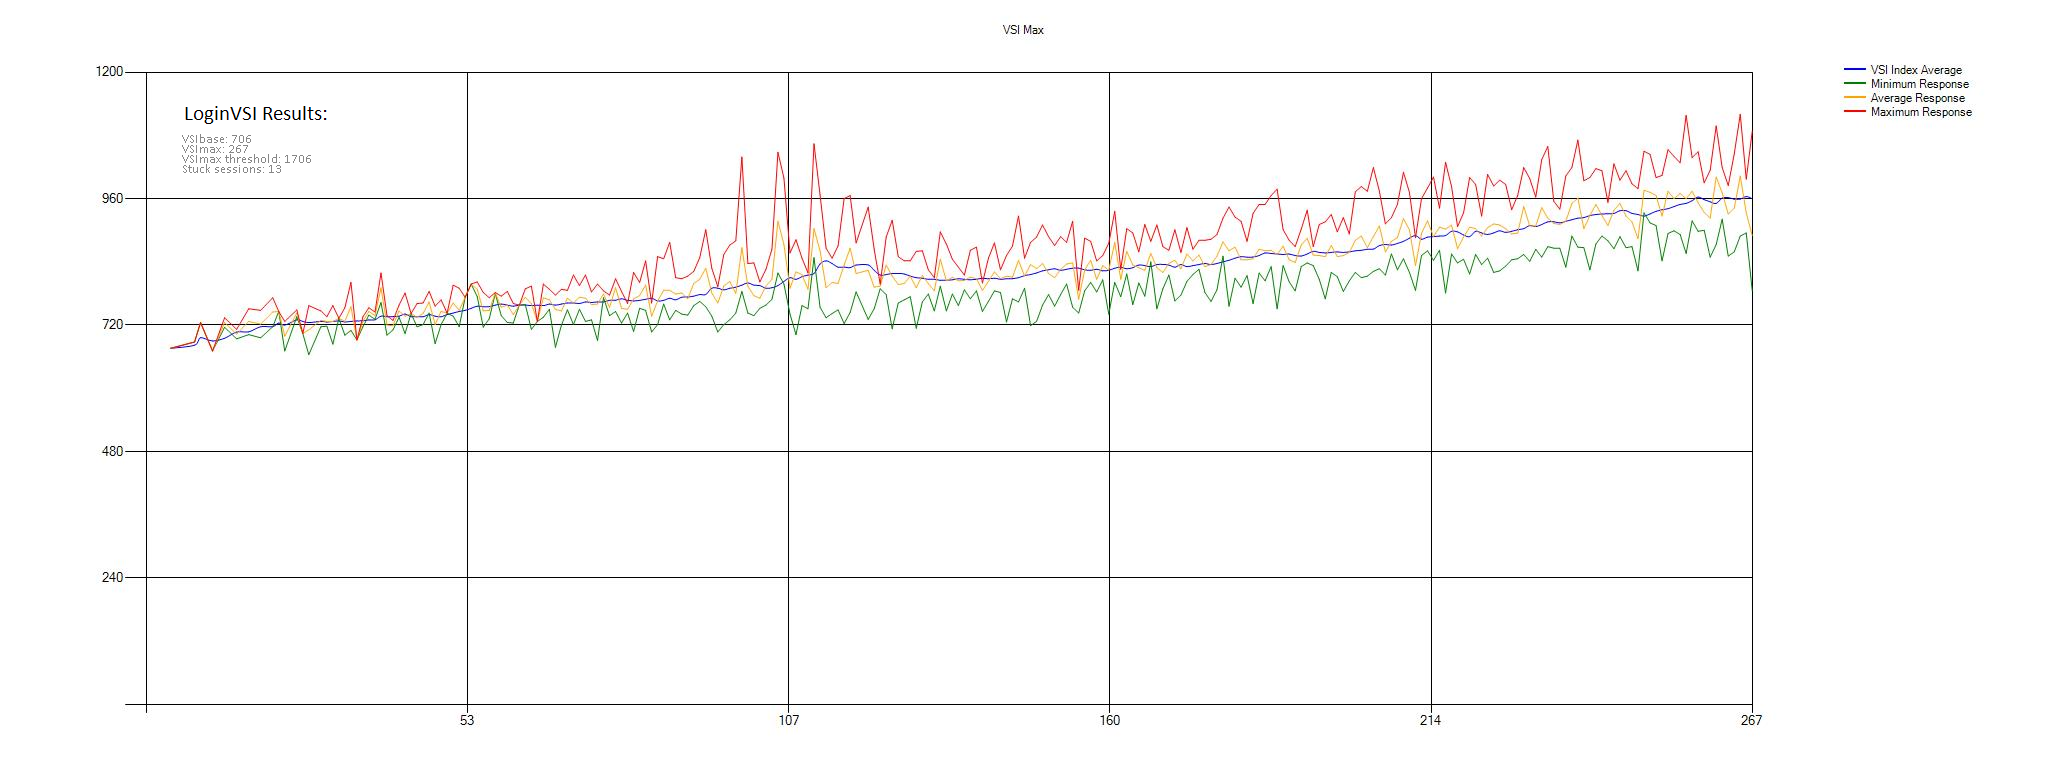 VSI Max
1200
960
720
480
240
LoginVSI Results:
VSIbase: 706
VSImax: 267
VSImax threshold: 1706
Stuck sessions: 13
VSI Index Average
Minimum Response
Average Response
Maximum Response
53
107
160
214
267